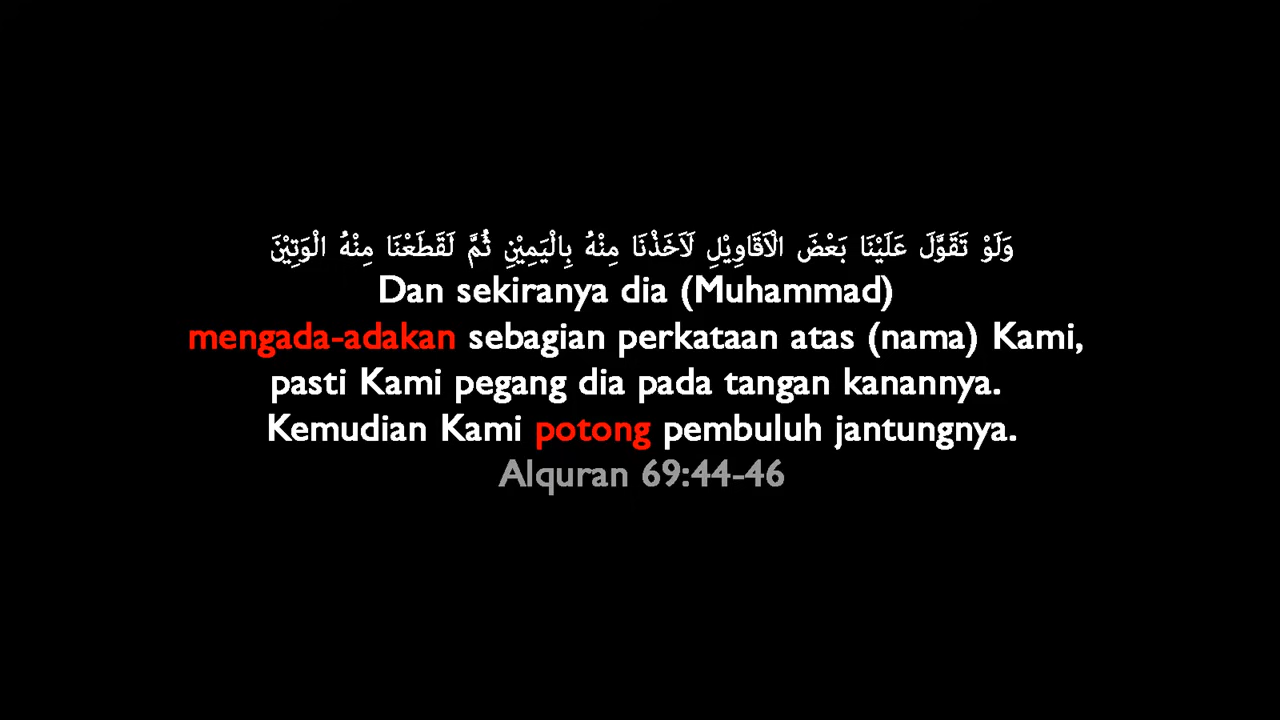 وَلَوْ تَقَوَّلَ عَلَيْنَا بَعْضَ الْاَقَاوِيْلِ لَاَخَذْنَا مِنْهُ بِالْيَمِيْنِ ثُمَّ لَقَطَعْنَا مِنْهُ الْوَتِيْنَ
Dan sekiranya dia (Muhammad)
mengada-adakan sebagian perkataan atas (nama) Kami,
pasti Kami pegang dia pada tangan kanannya.
Kemudian Kami potong pembuluh jantungnya.
Alquran 69:44-46